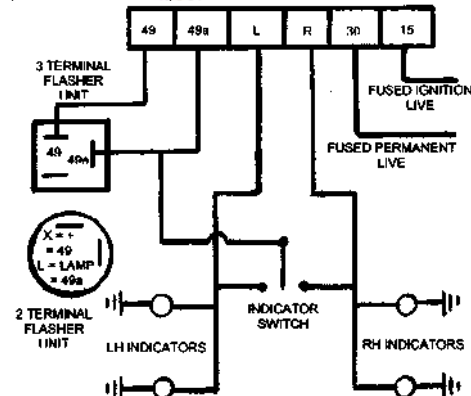 49 49a L R 30 15
3 TERMINAL
FLASHER
UNIT
FUSED IGNITION
LIVE
49
49a
FUSED PERMANENT
LIVE
X = +
= 49
L = LAMP
= 49a
2 TERMINAL
FLASHER
UNIT
LH INDICATORS
INDICATOR
SWITCH
RH INDICATORS